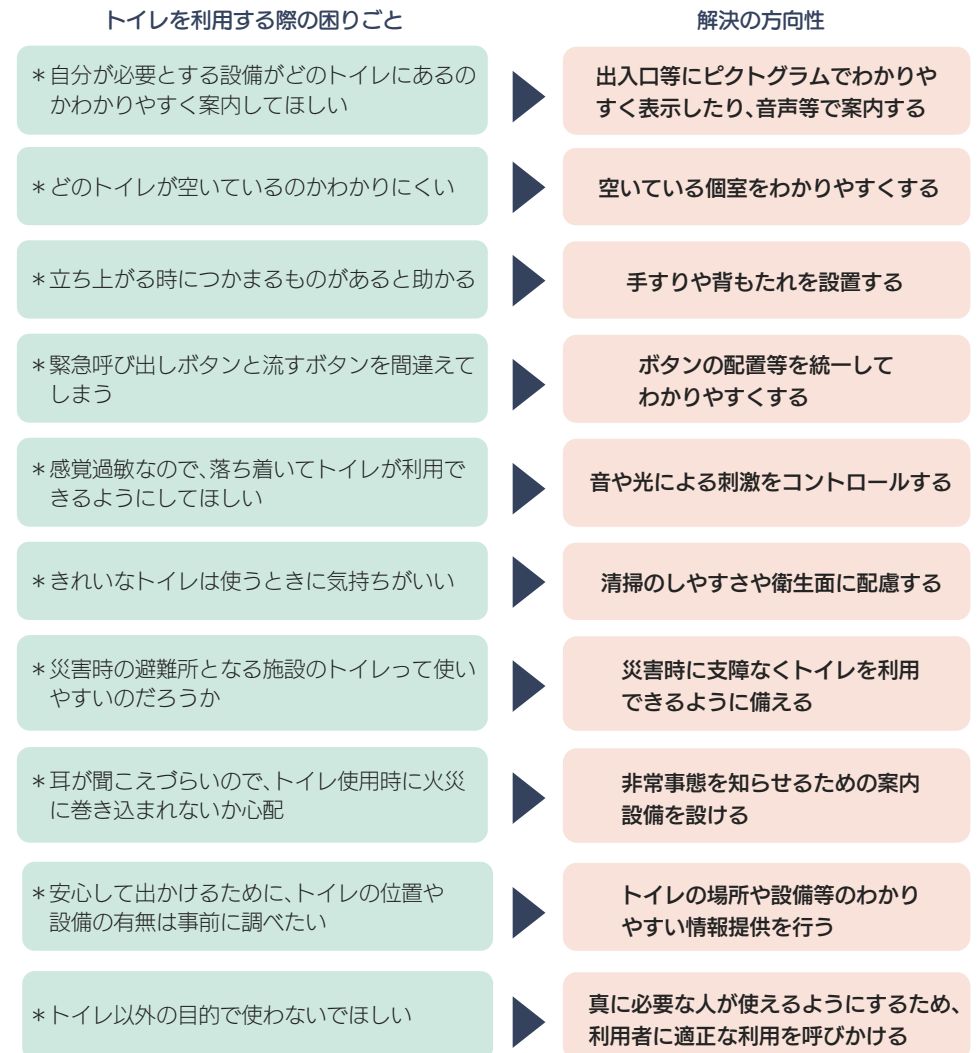 トイレを利用する際の困りごと
解決の方向性
＊自分が必要とする設備がどのトイレにあるの
かわかりやすく案内してほしい
出入口等にピクトグラムでわかりや
すく表示したり、音声等で案内する
＊どのトイレが空いているのかわかりにくい
空いている個室をわかりやすくする
＊立ち上がる時につかまるものがあると助かる
手すりや背もたれを設置する
＊緊急呼び出しボタンと流すボタンを間違えて
しまう
ボタンの配置等を統一して
わかりやすくする
＊感覚過敏なので、落ち着いてトイレが利用で
きるようにしてほしい
音や光による刺激をコントロールする
＊きれいなトイレは使うときに気持ちがいい
清掃のしやすさや衛生面に配慮する
＊災害時の避難所となる施設のトイレって使い
やすいのだろうか
災害時に支障なくトイレを利用
できるように備える
＊耳が聞こえづらいので、トイレ使用時に火災
に巻き込まれないか心配
非常事態を知らせるための案内
設備を設ける
＊安心して出かけるために、トイレの位置や
設備の有無は事前に調べたい
トイレの場所や設備等のわかり
やすい情報提供を行う
＊トイレ以外の目的で使わないでほしい
真に必要な人が使えるようにするため、
利用者に適正な利用を呼びかける